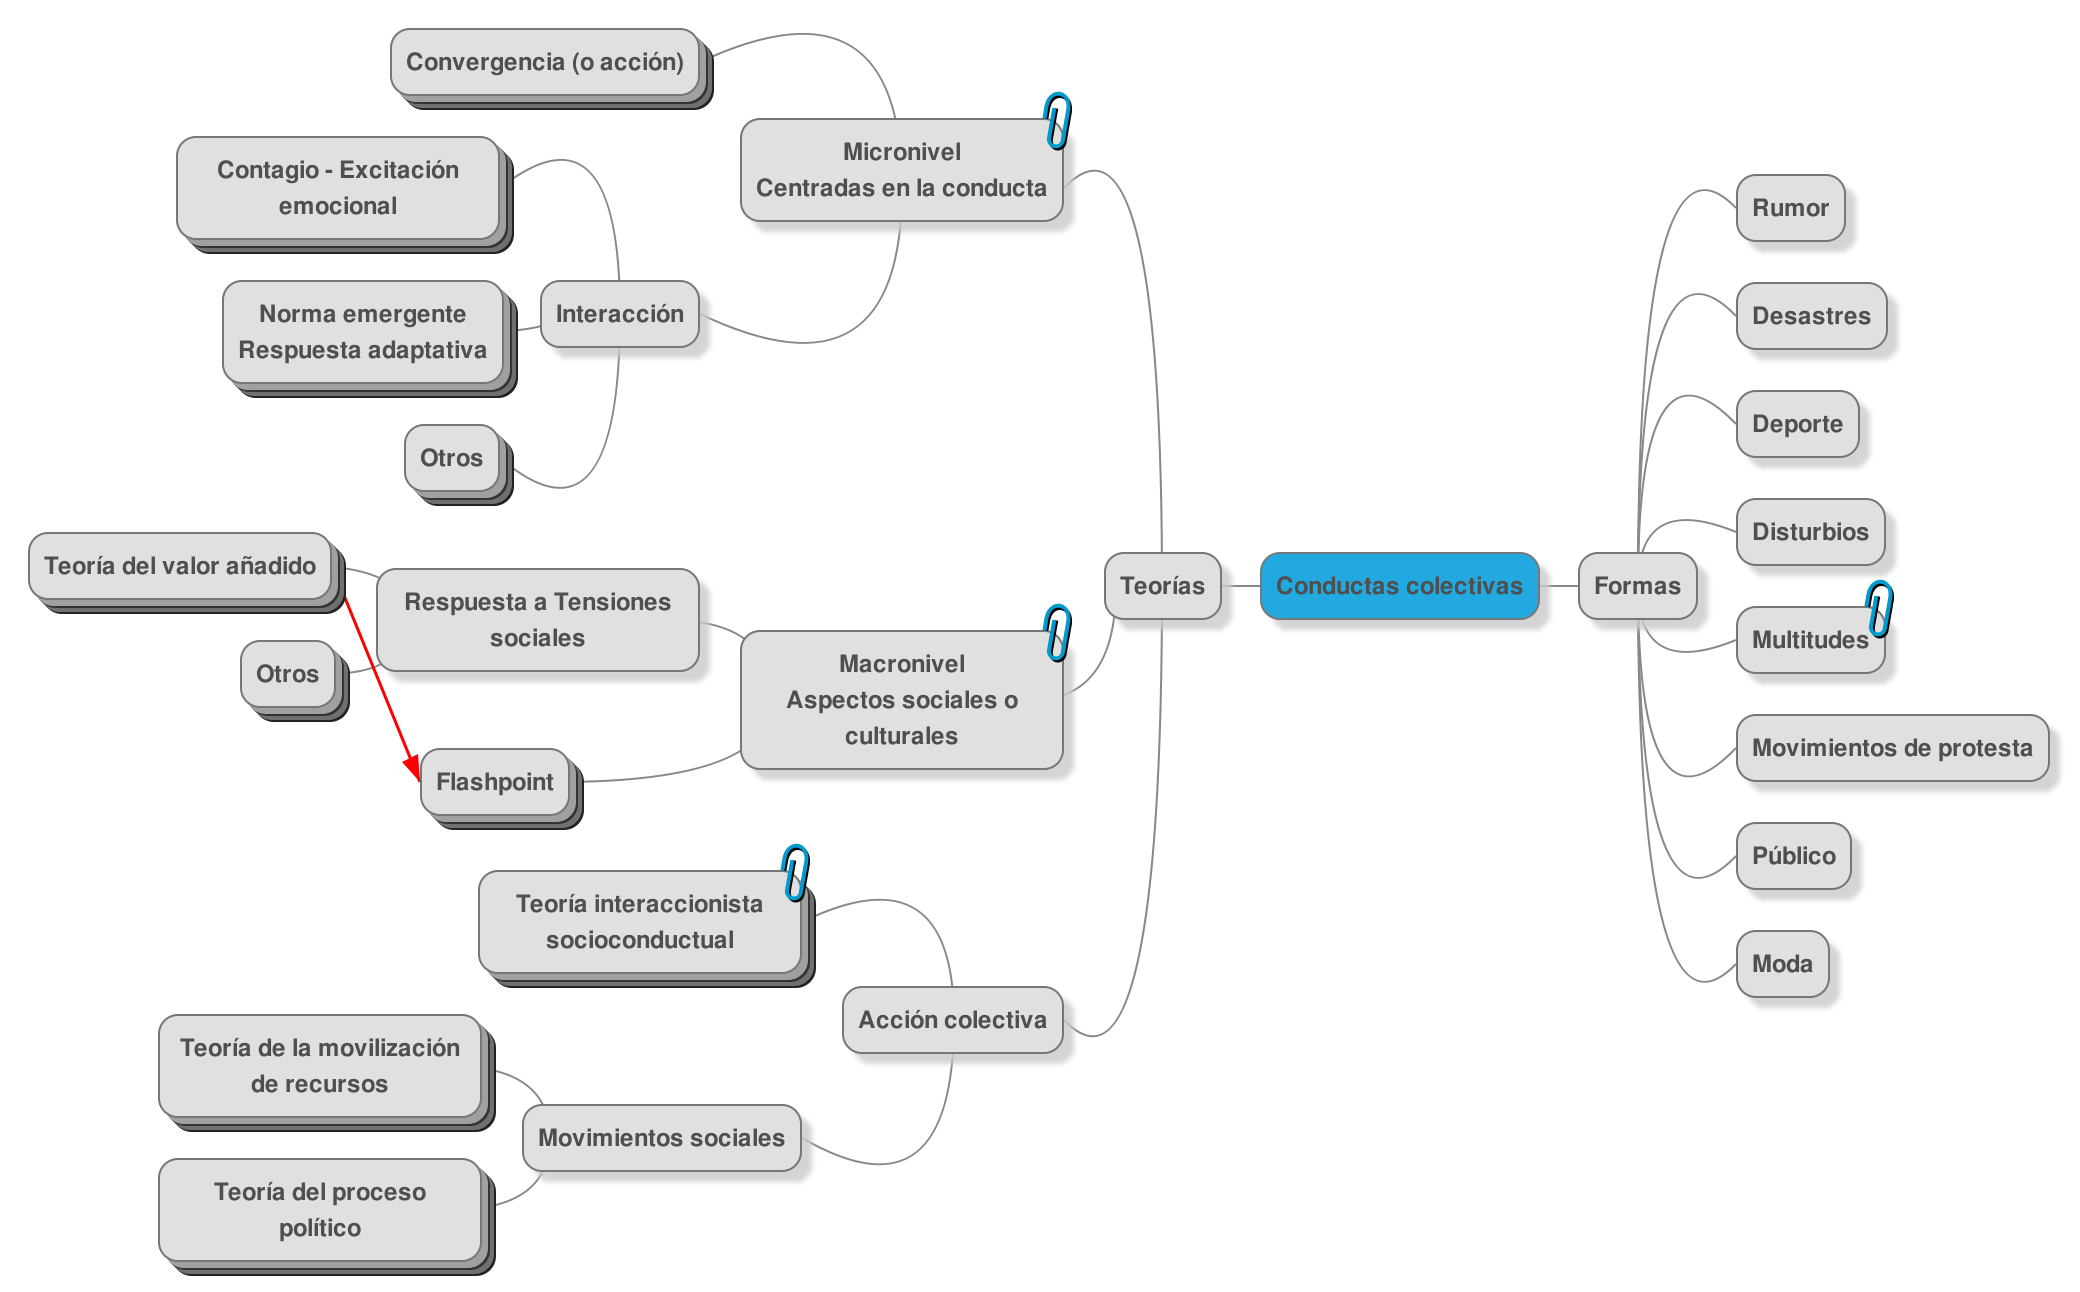 Convergencia (o acción)
Contagio - Excitación
emocional
Norma emergente
Respuesta adaptativa
Otros
Interacción
Micronivel
Centradas en la conducta
Teoría del valor añadido
Otros
Respuesta a Tensiones
sociales
Flashpoint
Macronivel
Aspectos sociales o
culturales
Teoría interaccionista
socioconductual
Teoría de la movilización
de recursos
Teoría del proceso
político
Movimientos sociales
Acción colectiva
Teorías
Conductas colectivas
Formas
Rumor
Desastres
Deporte
Disturbios
Multitudes
Movimientos de protesta
Público
Moda